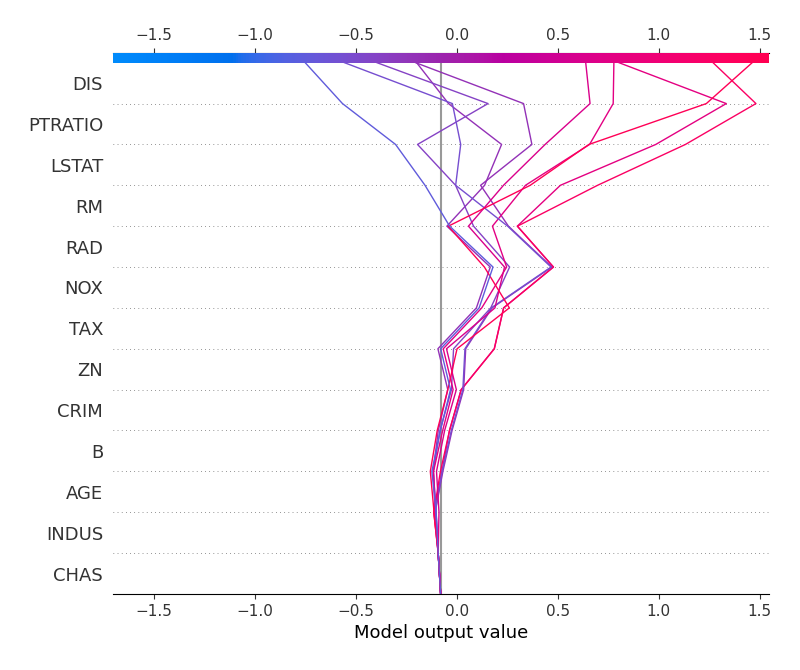 −1.5 −1.0 −0.5 0.0 0.5 1.0 1.5
DIS
PTRATIO
LSTAT
RM
RAD
NOX
TAX
ZN
CRIM
B
AGE
INDUS
CHAS
−1.5 −1.0 −0.5 0.0 0.5 1.0 1.5
Model output value